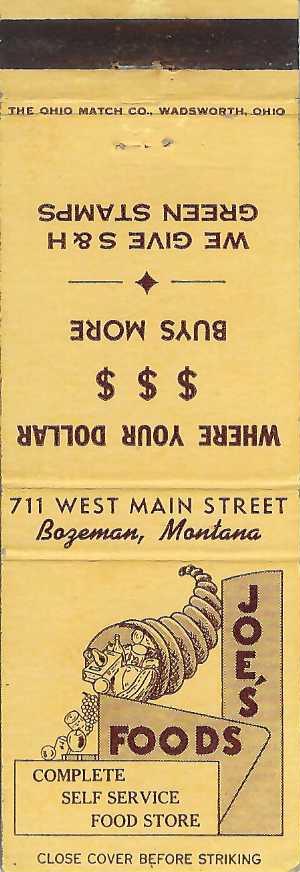 THE OHIO MATCH CO., WADSWORTH, OHIO
WHERE YOUR DOLLAR
$ $ $
BUYS MORE
WE GIVE S & H
GREEN STAMPS
711 WEST MAIN STREET
Bozeman, Montana
JOE'S
FOODS
COMPLETE
SELF SERVICE
FOOD STORE
CLOSE COVER BEFORE STRIKING